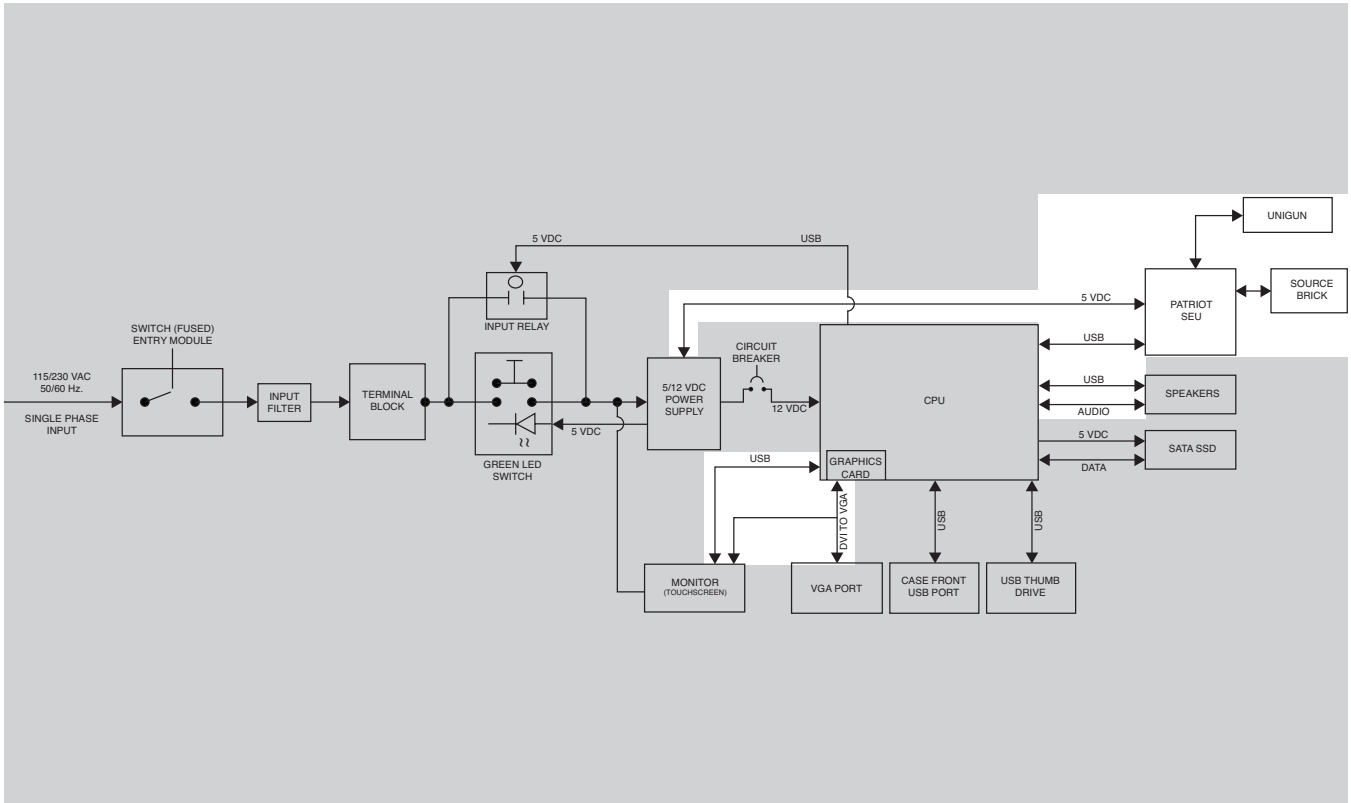 UNIGUN
5 VDC
USB
SOURCE
BRICK
5 VDC
PATRIOT
SEU
SWITCH (FUSED)
ENTRY MODULE
INPUT RELAY
USB
CIRCUIT
BREAKER
115/230 VAC
50/60 Hz.
SINGLE PHASE
INPUT
INPUT
FILTER
TERMINAL
BLOCK
5/12 VDC
POWER
SUPPLY
12 VDC
CPU
USB
AUDIO
SPEAKERS
5 VDC
GREEN LED
SWITCH
5 VDC
DATA
SATA SSD
USB
GRAPHICS
CARD
DVI TO VGA
USB
USB
MONITOR
(TOUCHSCREEN)
VGA PORT
CASE FRONT
USB PORT
USB THUMB
DRIVE